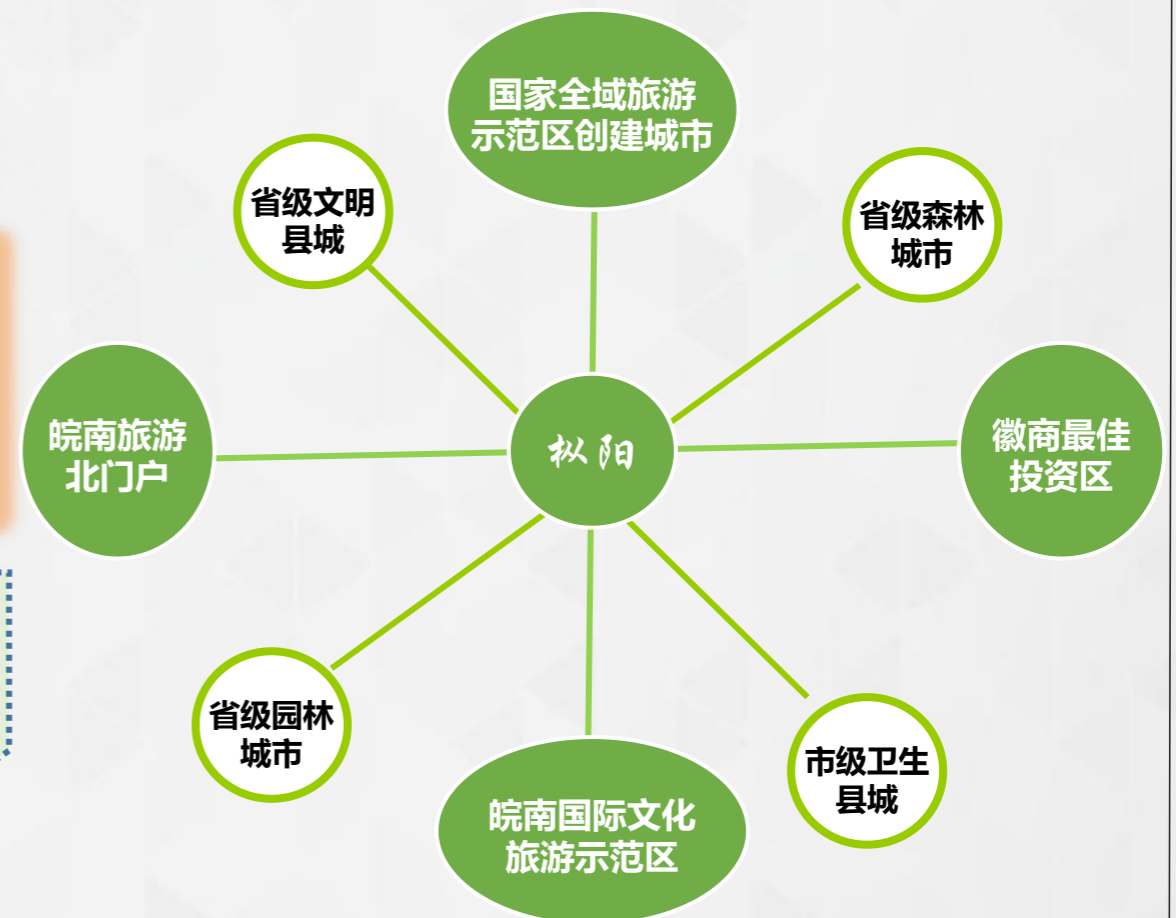 国家全域旅游
示范区创建城市
省级文明
县城
省级森林
城市
皖南旅游
北门户
枞阳
徽商最佳
投资区
省级园林
城市
市级卫生
县城
皖南国际文化
旅游示范区